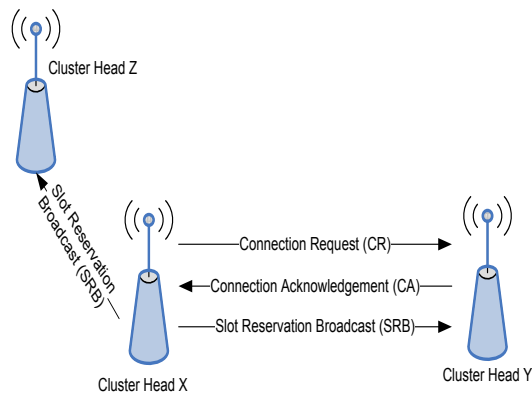 Cluster Head Z
Slot Reservation
Broadcast (SRB)
Connection Request (CR)
Connection Acknowledgement (CA)
Slot Reservation Broadcast (SRB)
Cluster Head X
Cluster Head Y